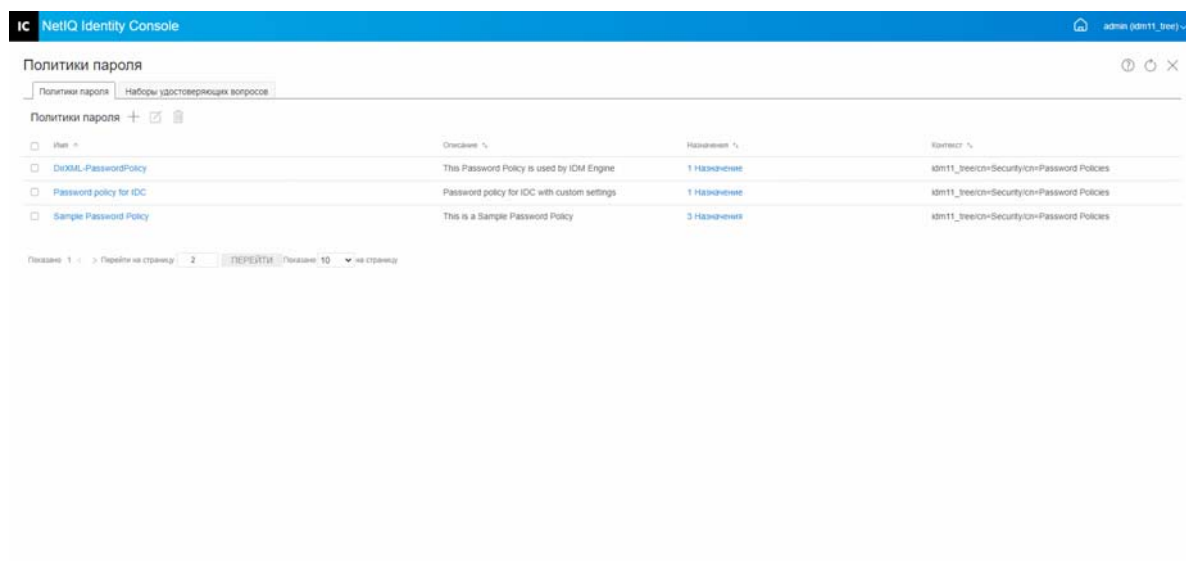 IC NetIQ Identity Console admin (idm11_tree)
Политики пароля
Политики пароля Наборы удостоверяющих вопросов
Политики пароля
Имя Описание Назначения Контекст
DirXML-PasswordPolicy This Password Policy is used by IDM Engine 1 Назначение idm11_tree/cn=Security/cn=Password Policies
Password policy for IDC Password policy for IDC with custom settings 1 Назначение idm11_tree/cn=Security/cn=Password Policies
Sample Password Policy This is a Sample Password Policy 3 Назначения idm11_tree/cn=Security/cn=Password Policies
Показано 1 < > Перейти на страницу 2 ПЕРЕЙТИ Показано 10 на страницу